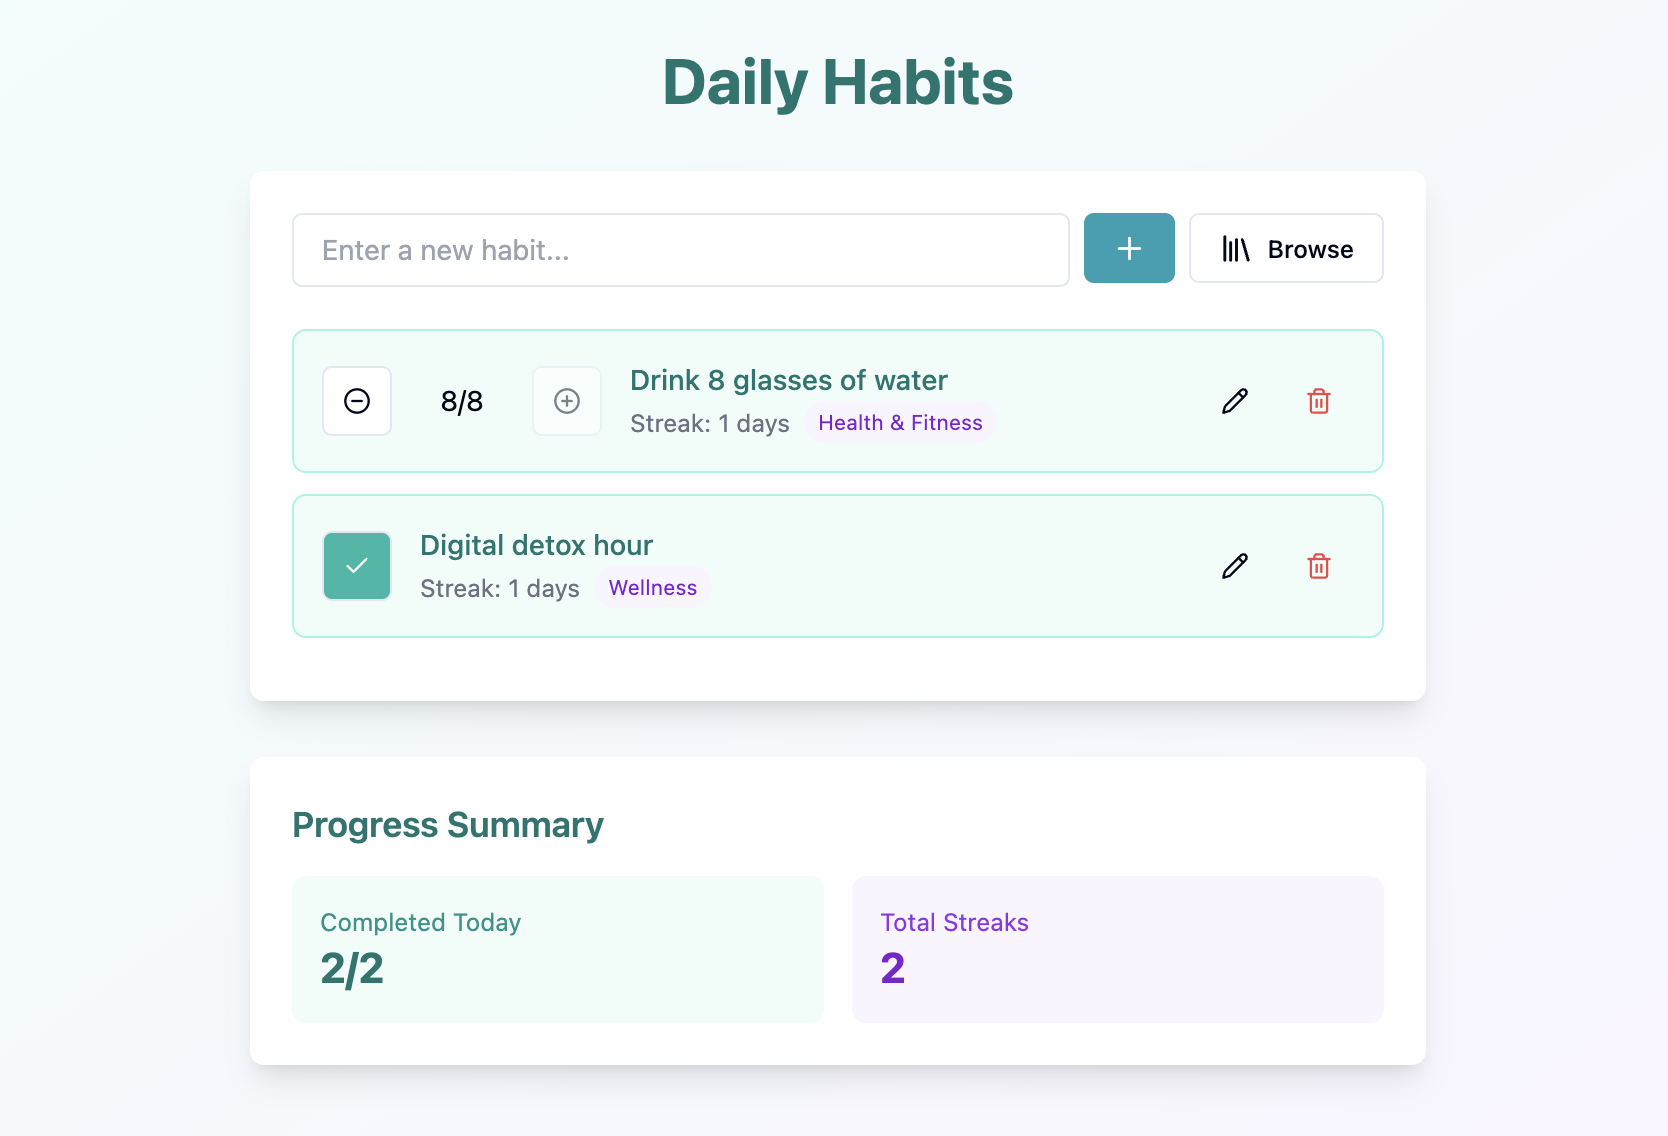 Daily Habits
Enter a new habit...
Browse
8/8
Drink 8 glasses of water
Streak: 1 days
Health & Fitness
Digital detox hour
Streak: 1 days
Wellness
Progress Summary
Completed Today
2/2
Total Streaks
2